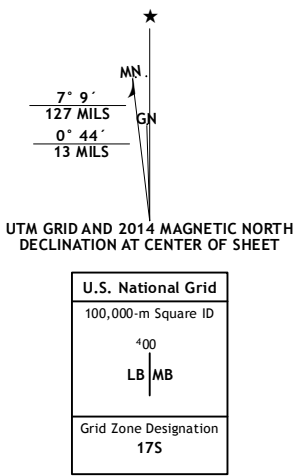 ★
MN
7° 9´
127 MILS
GN
0° 44´
13 MILS
UTM GRID AND 2014 MAGNETIC NORTH
DECLINATION AT CENTER OF SHEET
U.S. National Grid
100,000-m Square ID
⁴00
LB MB
Grid Zone Designation
17S